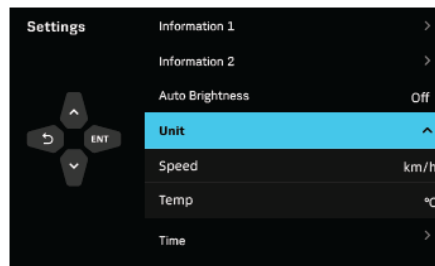 Settings
Information 1
Information 2
Auto Brightness Off
ENT
Unit
Speed km/h
Temp °C
Time